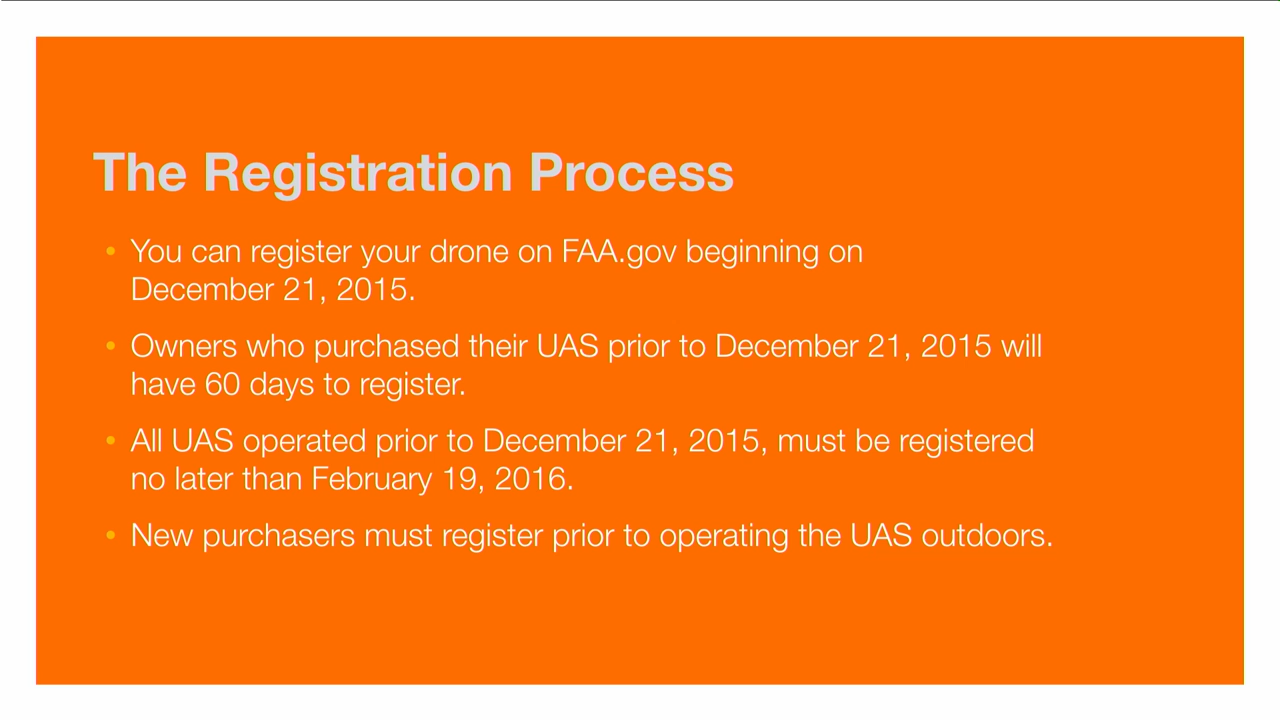 The Registration Process
• You can register your drone on FAA.gov beginning on
December 21, 2015.
• Owners who purchased their UAS prior to December 21, 2015 will
have 60 days to register.
• All UAS operated prior to December 21, 2015, must be registered
no later than February 19, 2016.
• New purchasers must register prior to operating the UAS outdoors.